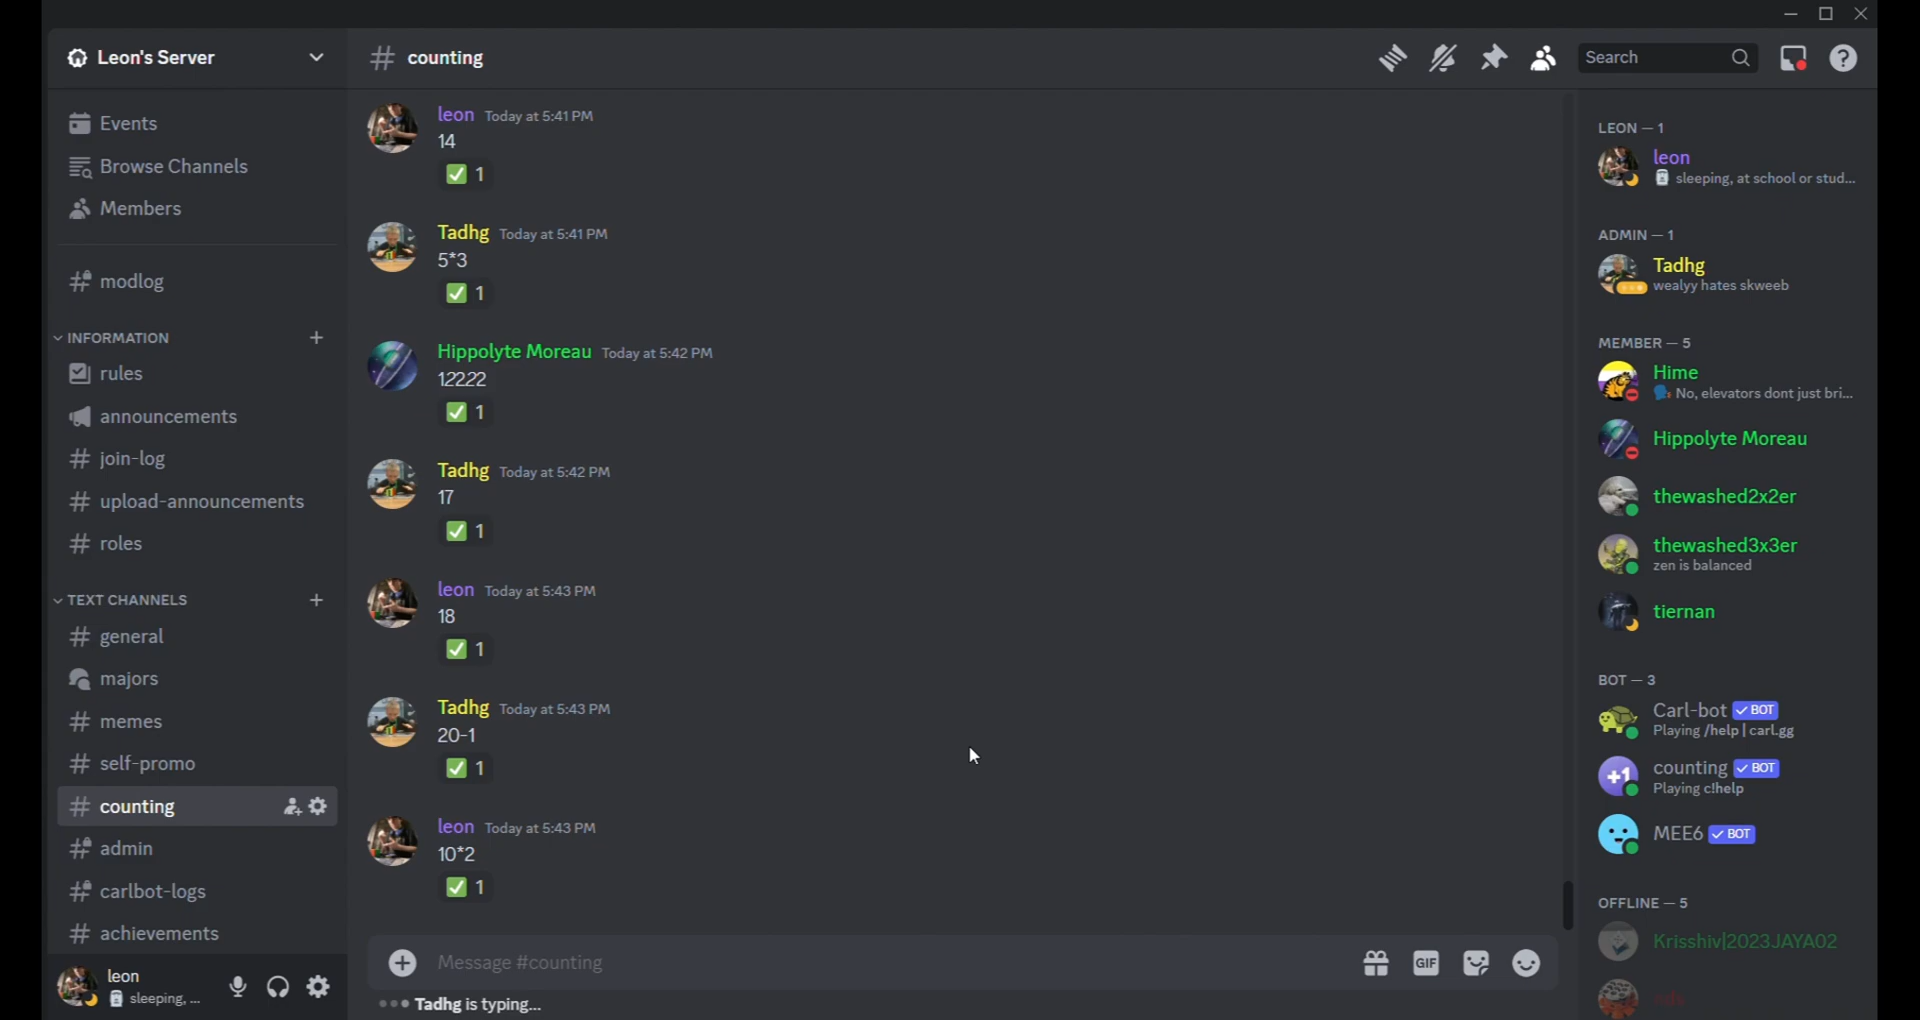 Leon's Server
Events
Browse Channels
Members
modlog
INFORMATION
rules
announcements
join-log
upload-announcements
roles
TEXT CHANNELS
general
majors
memes
self-promo
counting
admin
carlbot-logs
achievements
leon
sleeping, ...
counting
Search
leon Today at 5:41 PM
14
1
Tadhg Today at 5:41 PM
5*3
1
Hippolyte Moreau Today at 5:42 PM
12222
1
Tadhg Today at 5:42 PM
17
1
leon Today at 5:43 PM
18
1
Tadhg Today at 5:43 PM
20-1
1
leon Today at 5:43 PM
10*2
1
Message #counting
GIF
Tadhg is typing...
LEON — 1
leon
sleeping, at school or stud...
ADMIN — 1
Tadhg
wealyy hates skweeb
MEMBER — 5
Hime
No, elevators dont just bri...
Hippolyte Moreau
thewashed2x2er
thewashed3x3er
zen is balanced
tiernan
BOT — 3
Carl-bot BOT
Playing /help | carl.gg
+1
counting BOT
Playing c!help
MEE6 BOT
OFFLINE — 5
Krisshiv|2023JAYA02